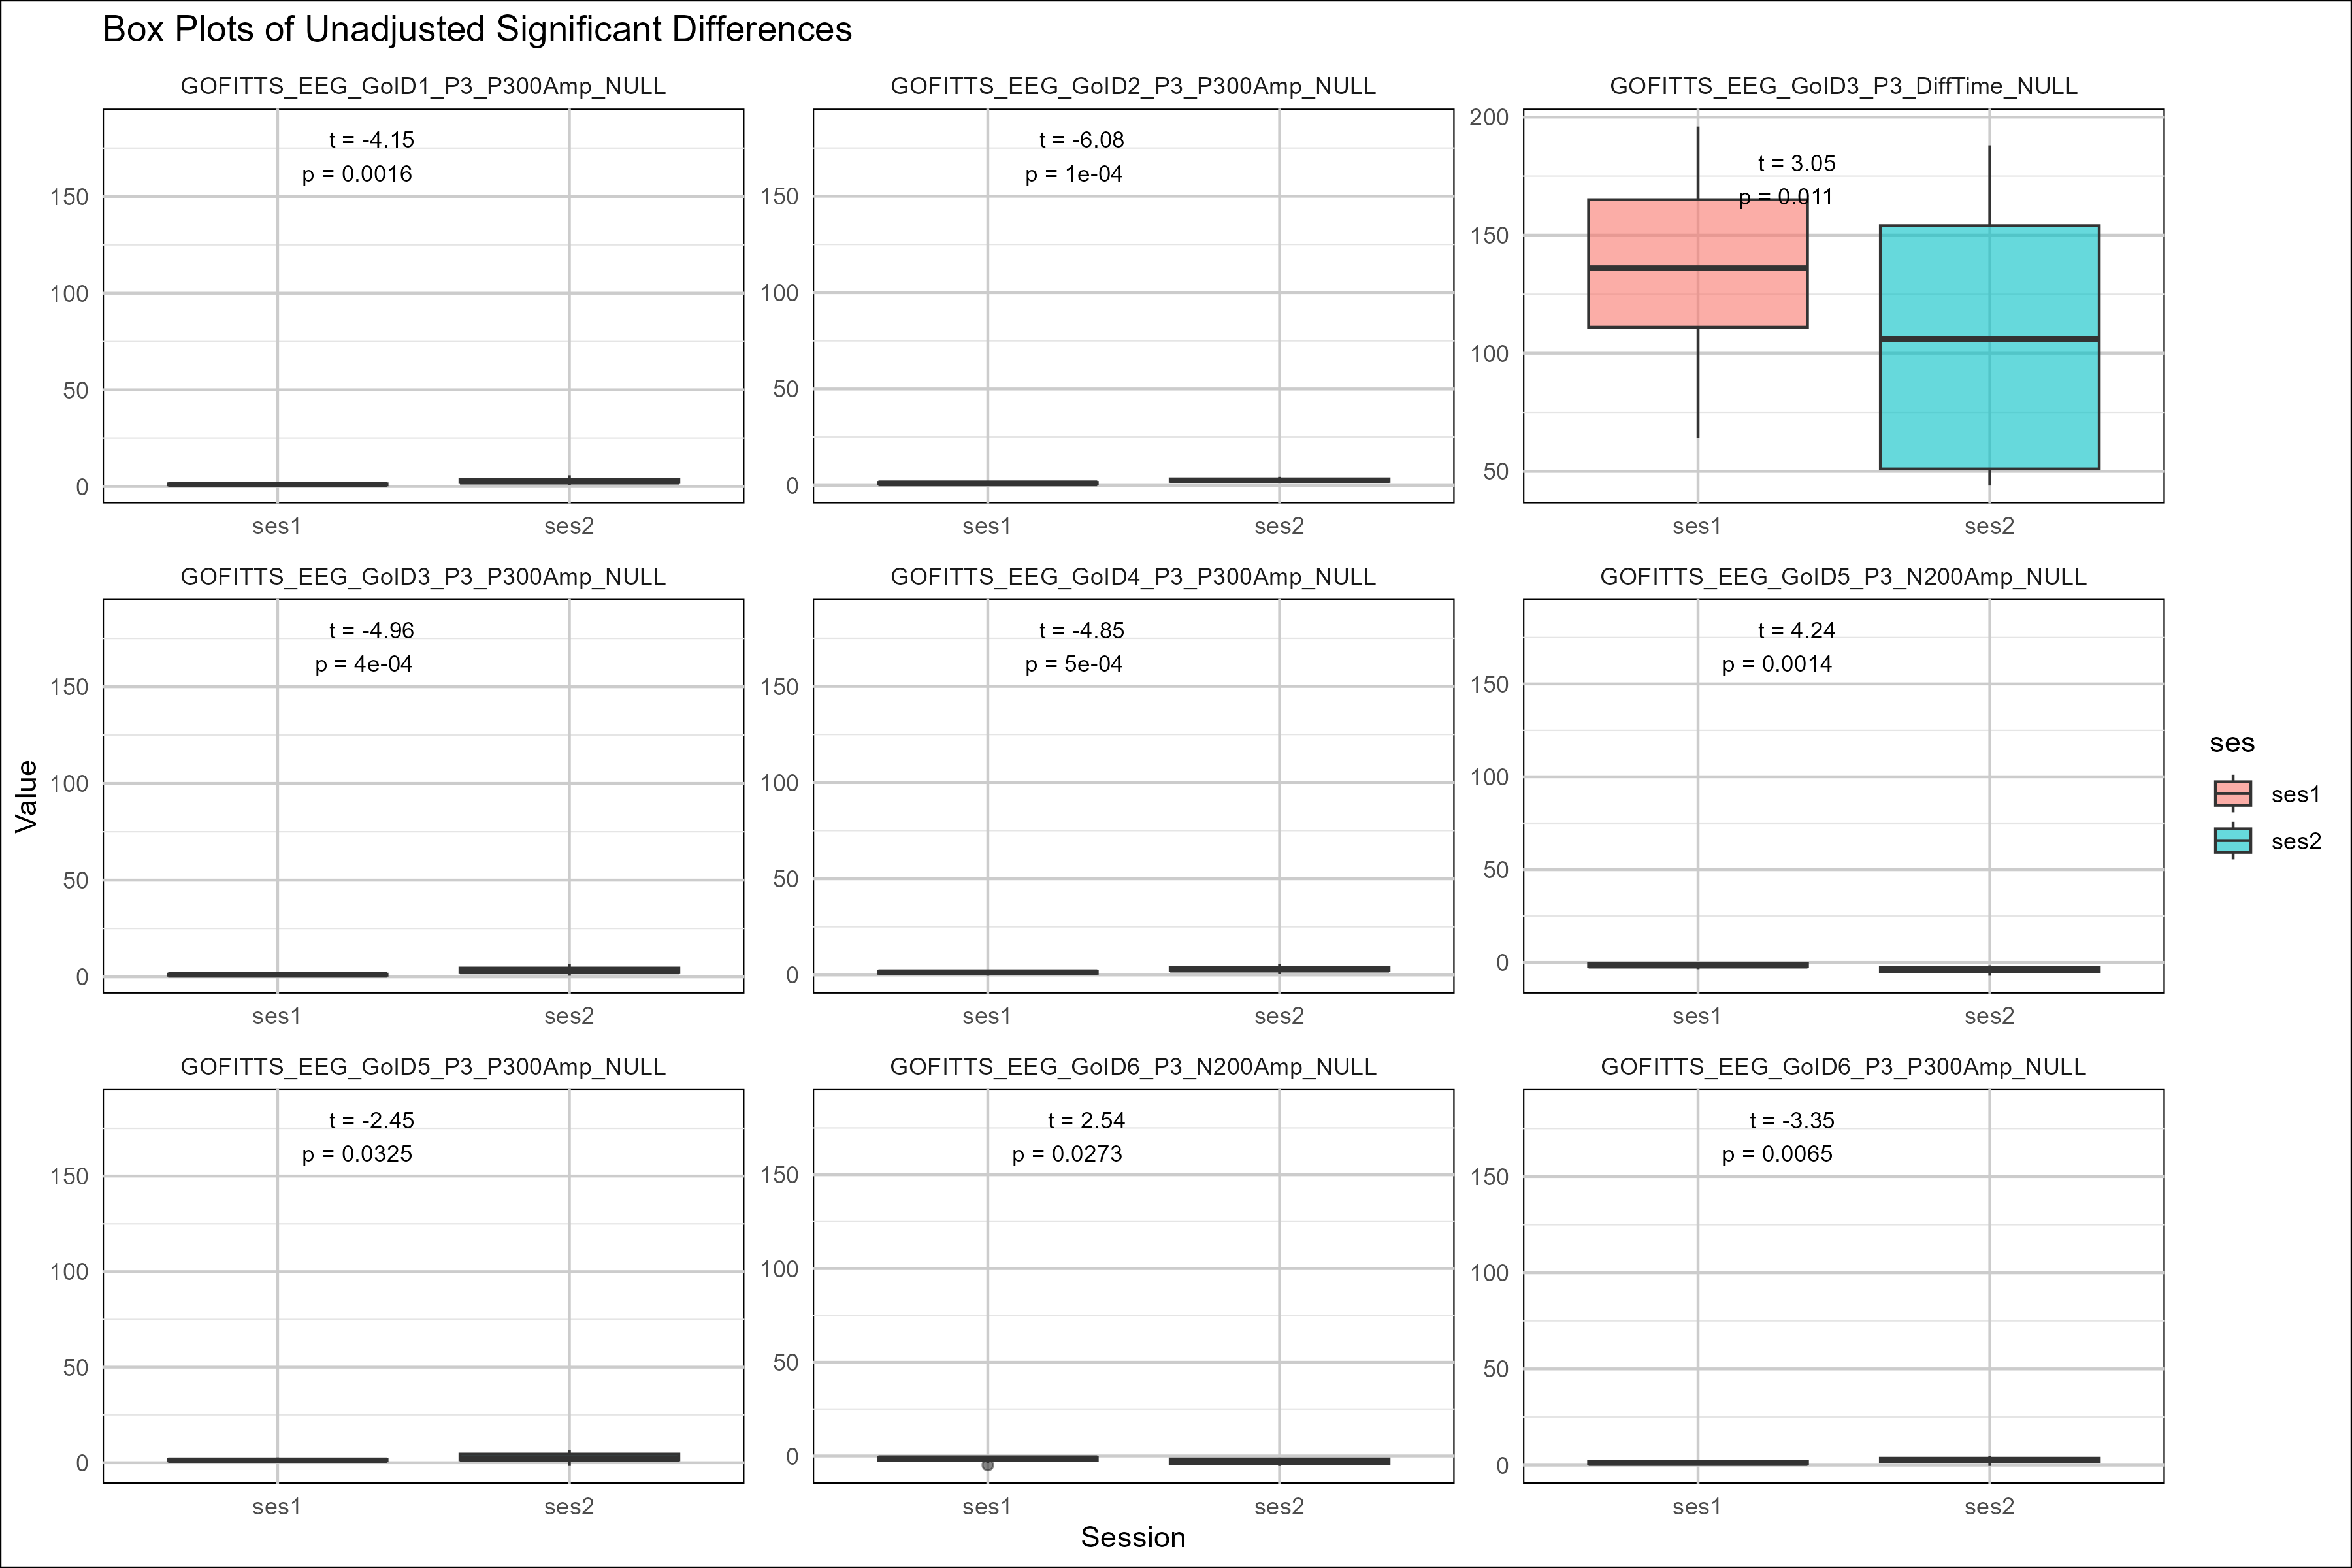 Box Plots of Unadjusted Significant Differences
GOFITTS_EEG_GoID1_P3_P300Amp_NULL
t = -4.15
p = 0.0016
150
100
50
0
ses1 ses2
GOFITTS_EEG_GoID2_P3_P300Amp_NULL
t = -6.08
p = 1e-04
150
100
50
0
ses1 ses2
GOFITTS_EEG_GoID3_P3_DiffTime_NULL
t = 3.05
p = 0.011
200
150
100
50
ses1 ses2
GOFITTS_EEG_GoID3_P3_P300Amp_NULL
t = -4.96
p = 4e-04
150
100
50
0
ses1 ses2
GOFITTS_EEG_GoID4_P3_P300Amp_NULL
t = -4.85
p = 5e-04
150
100
50
0
ses1 ses2
GOFITTS_EEG_GoID5_P3_N200Amp_NULL
t = 4.24
p = 0.0014
150
100
50
0
ses1 ses2
GOFITTS_EEG_GoID5_P3_P300Amp_NULL
t = -2.45
p = 0.0325
150
100
50
0
ses1 ses2
GOFITTS_EEG_GoID6_P3_N200Amp_NULL
t = 2.54
p = 0.0273
150
100
50
0
ses1 ses2
GOFITTS_EEG_GoID6_P3_P300Amp_NULL
t = -3.35
p = 0.0065
150
100
50
0
ses1 ses2
Value
Session
ses
ses1
ses2